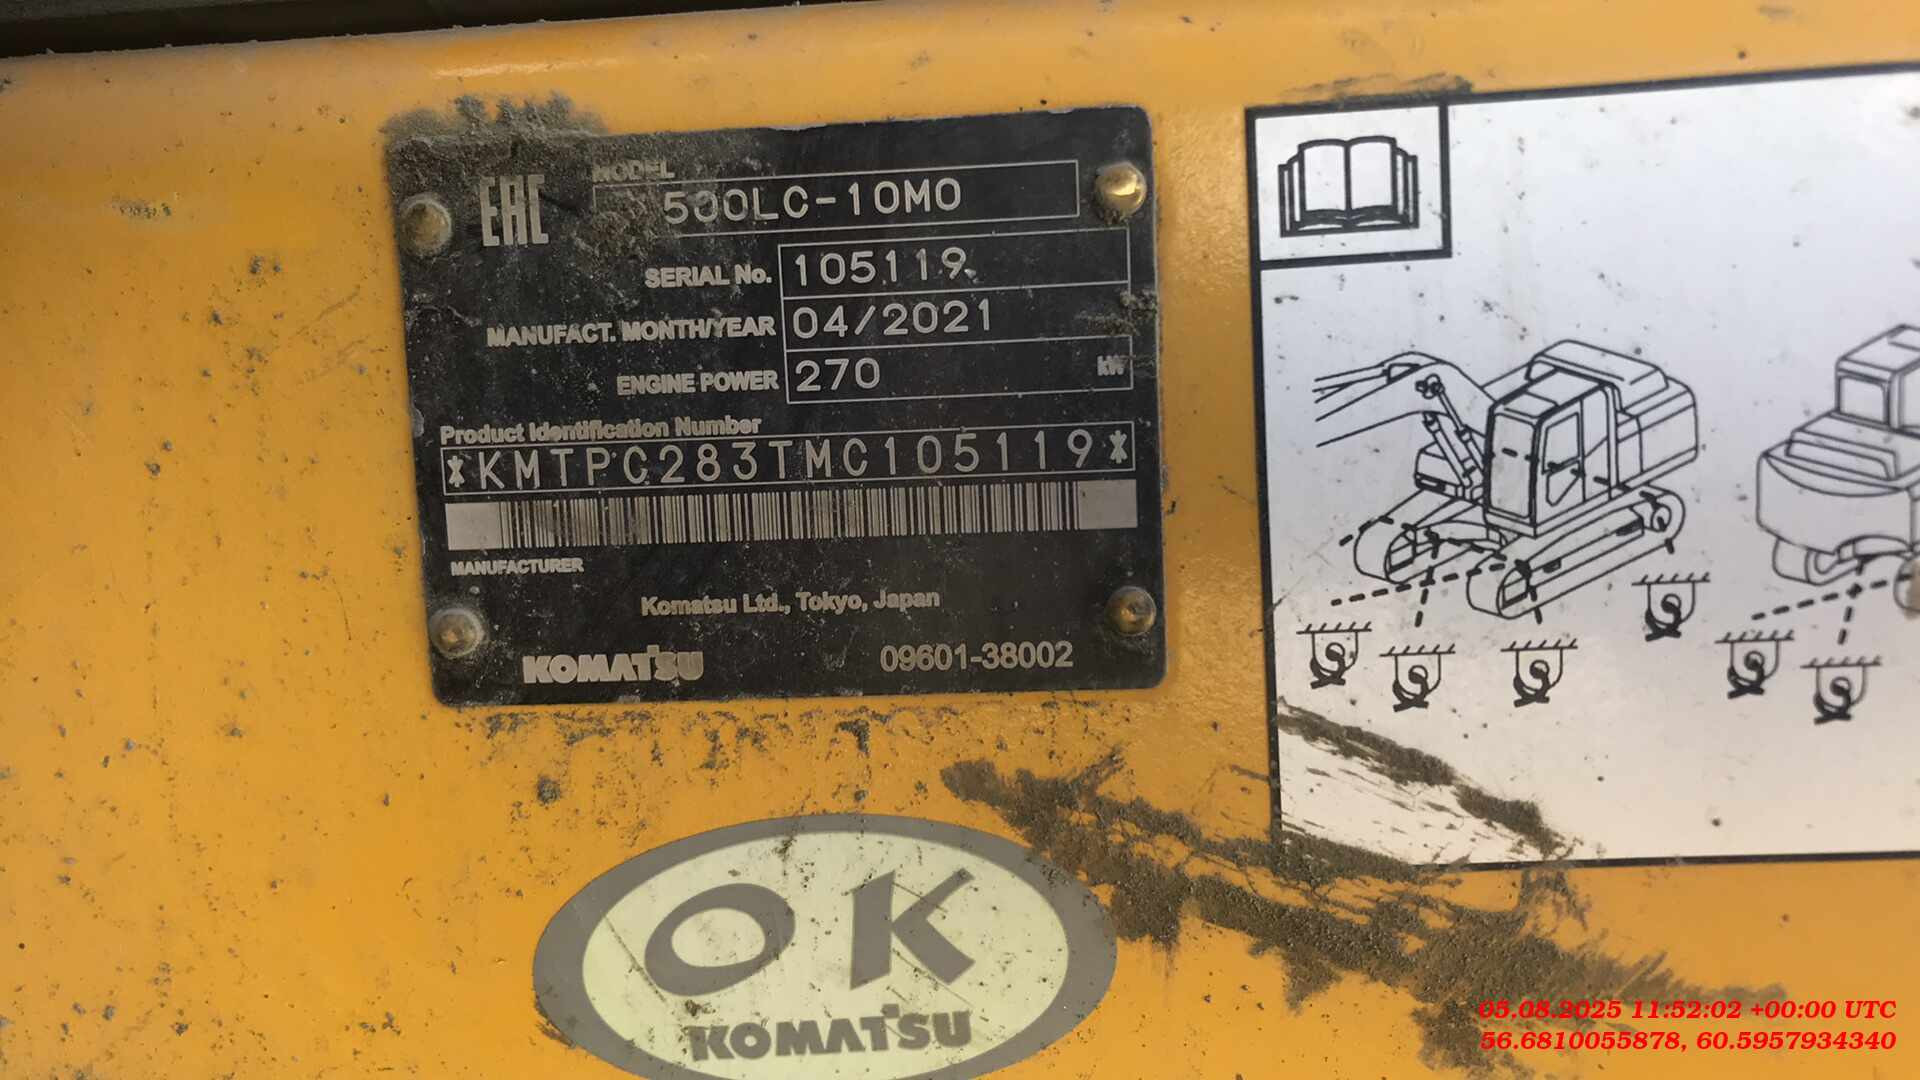 EAC
MODEL
500LC-10M0
SERIAL No. 105119
MANUFACT. MONTH/YEAR 04/2021
ENGINE POWER 270 kW
Product Identification Number
*KMTPC283TMC105119*
MANUFACTURER
Komatsu Ltd., Tokyo, Japan
KOMATSU 09601-38002
OK
KOMATSU
05.08.2025 11:52:02 +00:00 UTC
56.6810055878, 60.5957934340